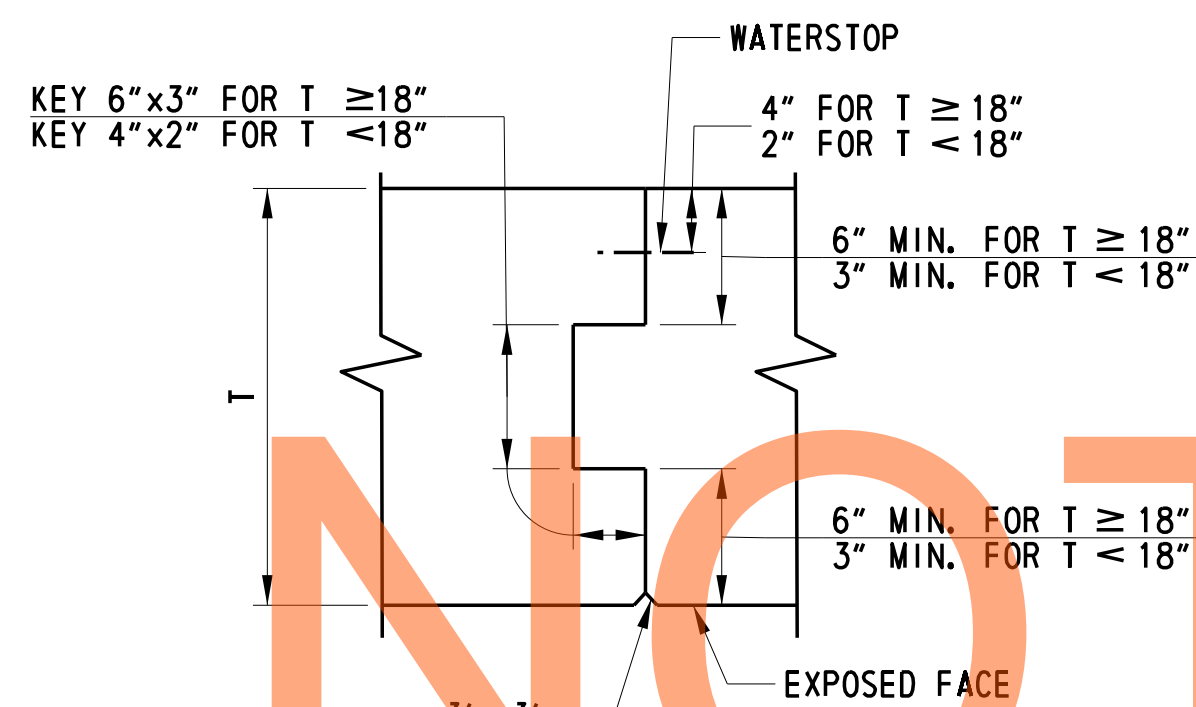 WATERSTOP
KEY 6"x3" FOR T ≥18"
KEY 4"x2" FOR T <18"
4" FOR T ≥ 18"
2" FOR T < 18"
6" MIN. FOR T ≥ 18"
3" MIN. FOR T < 18"
T
6" MIN. FOR T ≥ 18"
3" MIN. FOR T < 18"
EXPOSED FACE